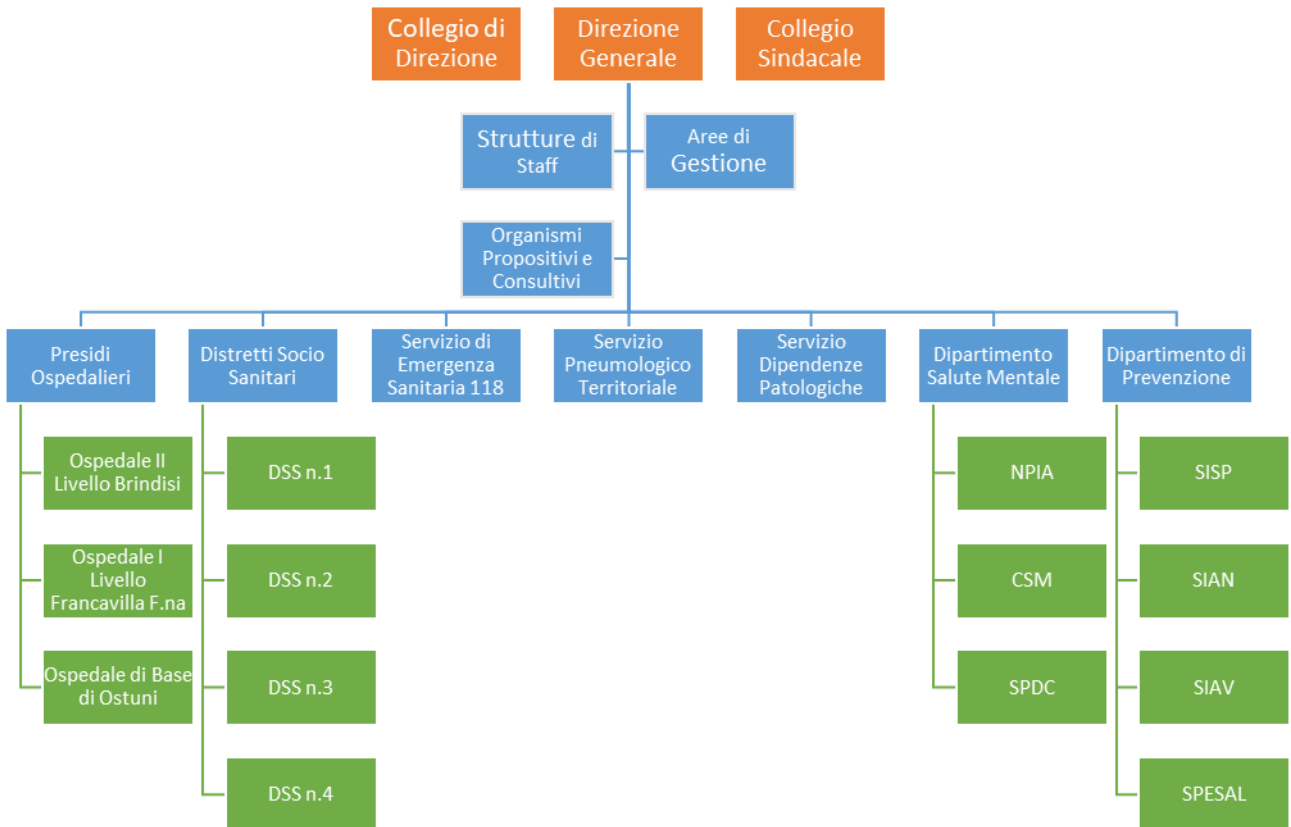 Collegio di
Direzione
Direzione
Generale
Collegio
Sindacale
Strutture di
Staff
Aree di
Gestione
Organismi
Propositivi e
Consultivi
Presidi
Ospedalieri
Distretti Socio
Sanitari
Servizio di
Emergenza
Sanitaria 118
Servizio
Pneumologico
Territoriale
Servizio
Dipendenze
Patologiche
Dipartimento
Salute Mentale
Dipartimento di
Prevenzione
Ospedale II
Livello Brindisi
DSS n.1
NPIA
SISP
Ospedale I
Livello
Francavilla F.na
DSS n.2
CSM
SIAN
Ospedale di Base
di Ostuni
DSS n.3
SPDC
SIAV
DSS n.4
SPESAL